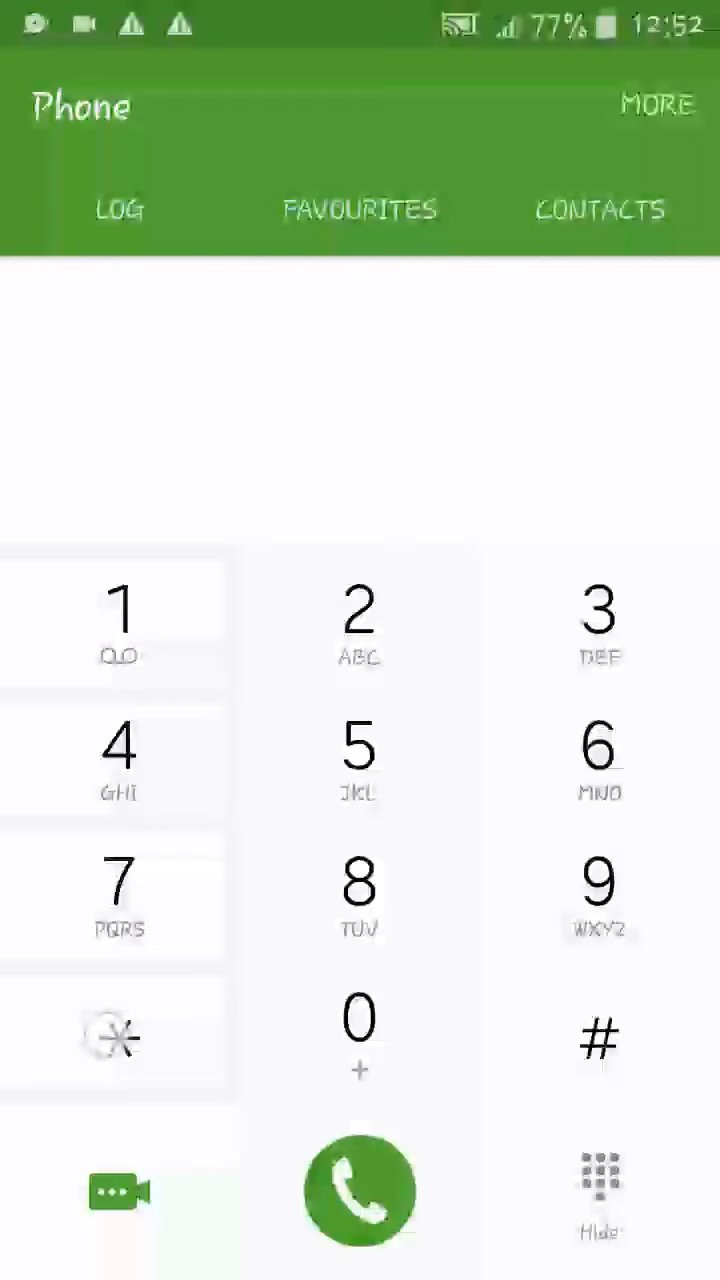 77% 12:52
Phone MORE
LOG FAVOURITES CONTACTS
1 2 3
ABC DEF
4 5 6
GHI JKL MNO
7 8 9
PQRS TUV WXYZ
* 0 #
+
Hide